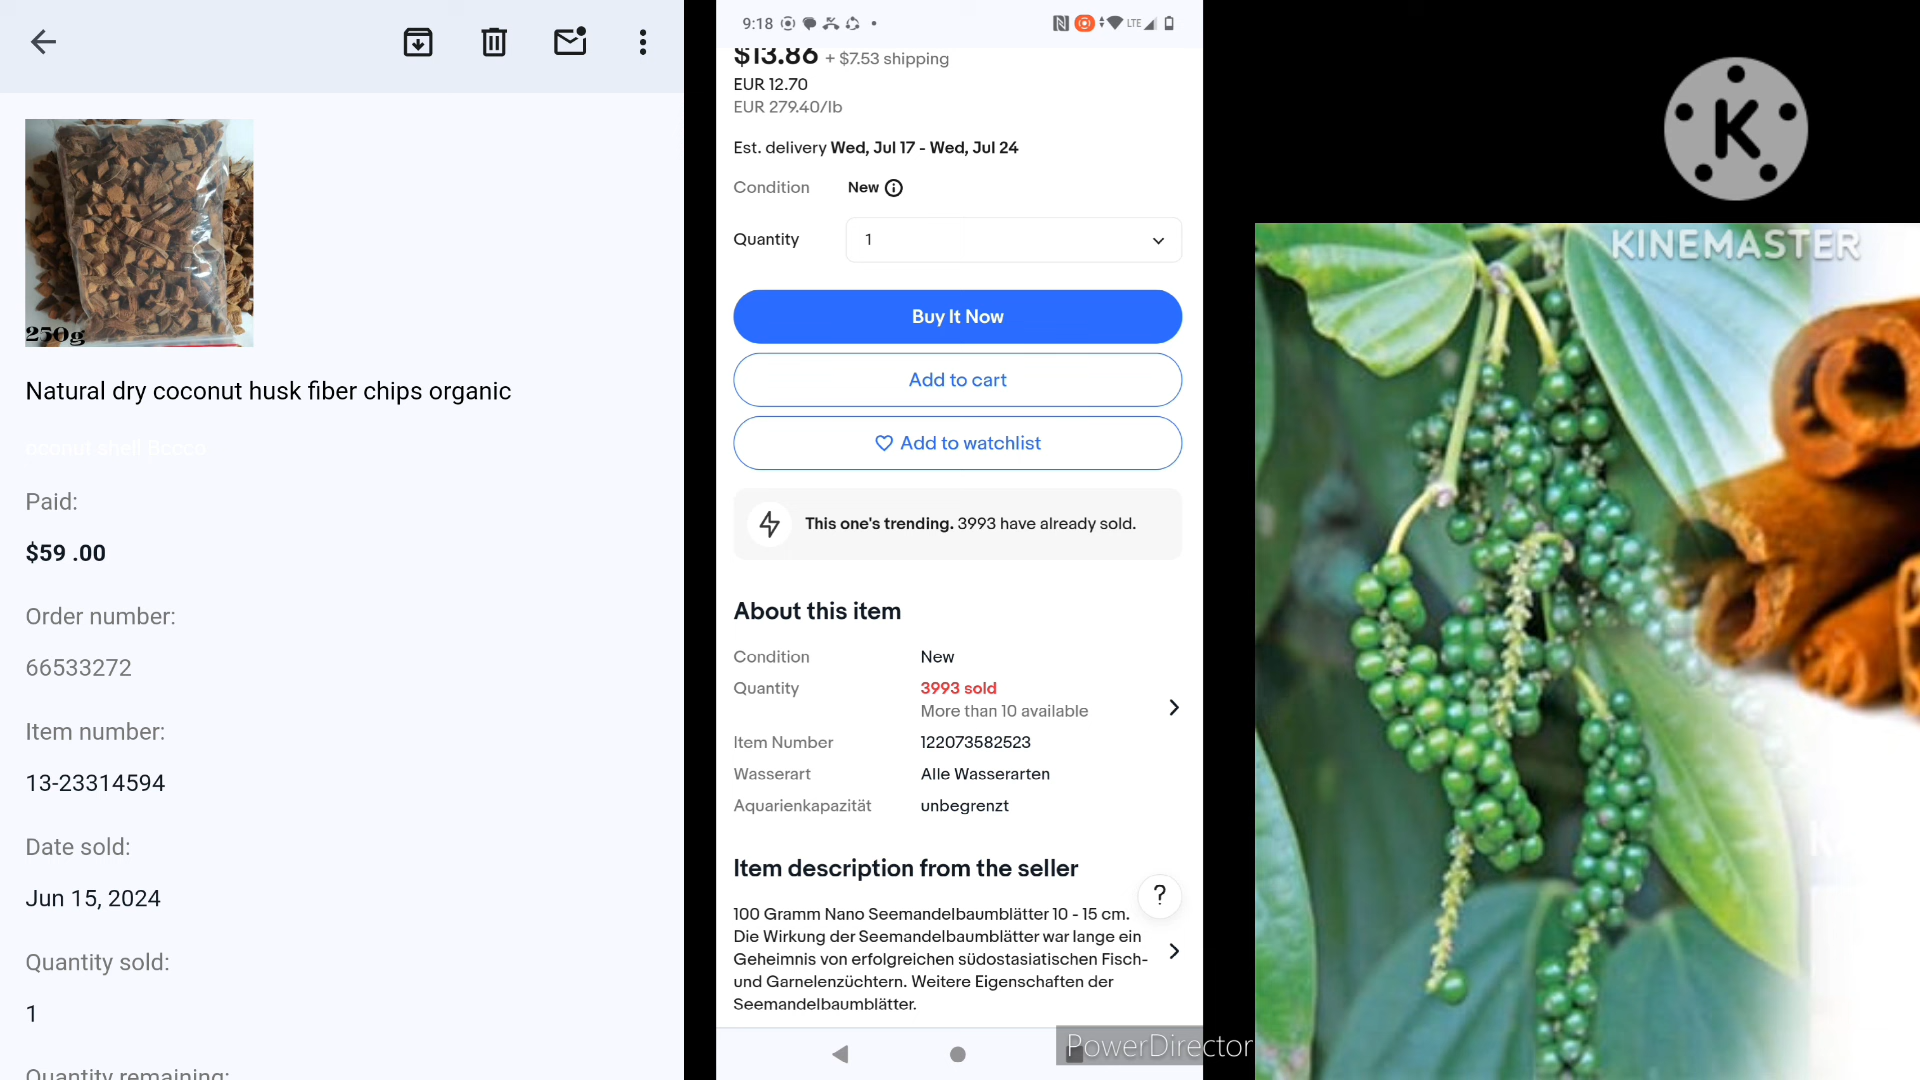 250g
Natural dry coconut husk fiber chips organic
Paid:
$59 .00
Order number:
66533272
Item number:
13-23314594
Date sold:
Jun 15, 2024
Quantity sold:
1
Quantity remaining:
9:18
LTE
$13.86 + $7.53 shipping
EUR 12.70
EUR 279.40/lb
Est. delivery Wed, Jul 17 - Wed, Jul 24
Condition New
Quantity 1
Buy It Now
Add to cart
Add to watchlist
This one's trending. 3993 have already sold.
About this item
Condition New
Quantity 3993 sold
More than 10 available
Item Number 122073582523
Wasserart Alle Wasserarten
Aquarienkapazität unbegrenzt
Item description from the seller
?
100 Gramm Nano Seemandelbaumblätter 10 - 15 cm.
Die Wirkung der Seemandelbaumblätter war lange ein
Geheimnis von erfolgreichen südostasiatischen Fisch-
und Garnelenzüchtern. Weitere Eigenschaften der
Seemandelbaumblätter.
PowerDirector
K
KINEMASTER